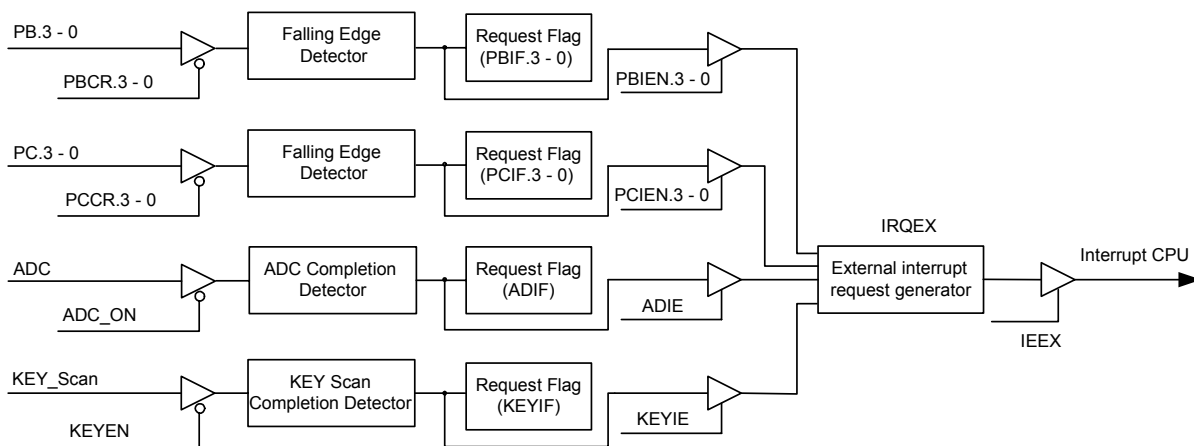 PB.3 - 0
PBCR.3 - 0
Falling Edge
Detector
Request Flag
(PBIF.3 - 0)
PBIEN.3 - 0
PC.3 - 0
PCCR.3 - 0
Falling Edge
Detector
Request Flag
(PCIF.3 - 0)
PCIEN.3 - 0
ADC
ADC_ON
ADC Completion
Detector
Request Flag
(ADIF)
ADIE
KEY_Scan
KEYEN
KEY Scan
Completion Detector
Request Flag
(KEYIF)
KEYIE
IRQEX
External interrupt
request generator
IEEX
Interrupt CPU